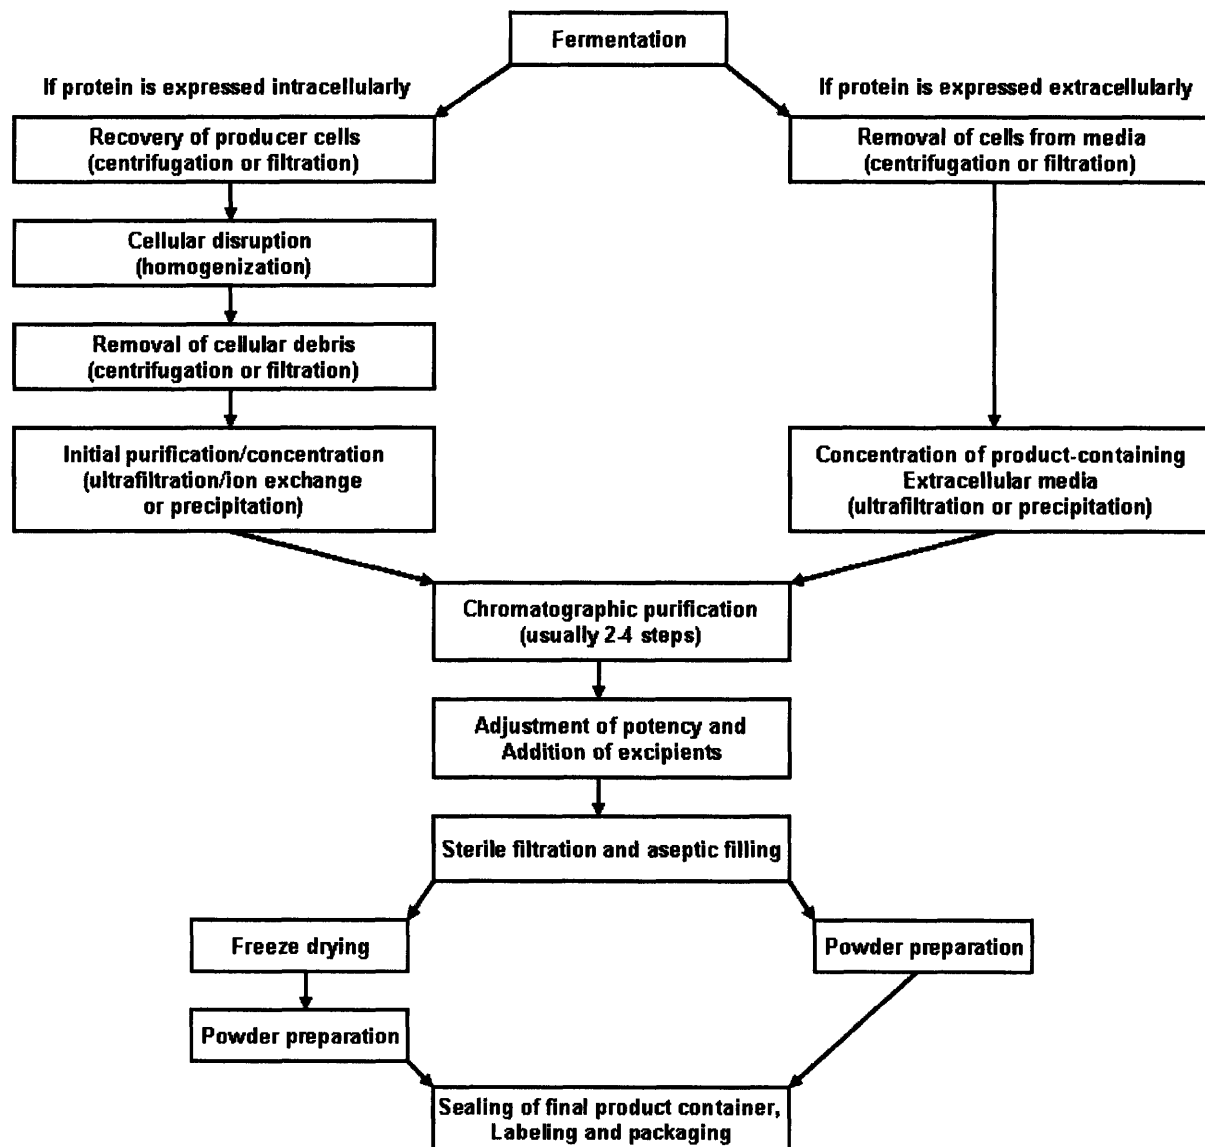 Fermentation
If protein is expressed intracellularly
If protein is expressed extracellularly
Recovery of producer cells
(centrifugation or filtration)
Removal of cells from media
(centrifugation or filtration)
Cellular disruption
(homogenization)
Removal of cellular debris
(centrifugation or filtration)
Initial purification/concentration
(ultrafiltration/ion exchange
or precipitation)
Concentration of product-containing
Extracellular media
(ultrafiltration or precipitation)
Chromatographic purification
(usually 2-4 steps)
Adjustment of potency and
Addition of excipients
Sterile filtration and aseptic filling
Freeze drying
Powder preparation
Powder preparation
Sealing of final product container,
Labeling and packaging